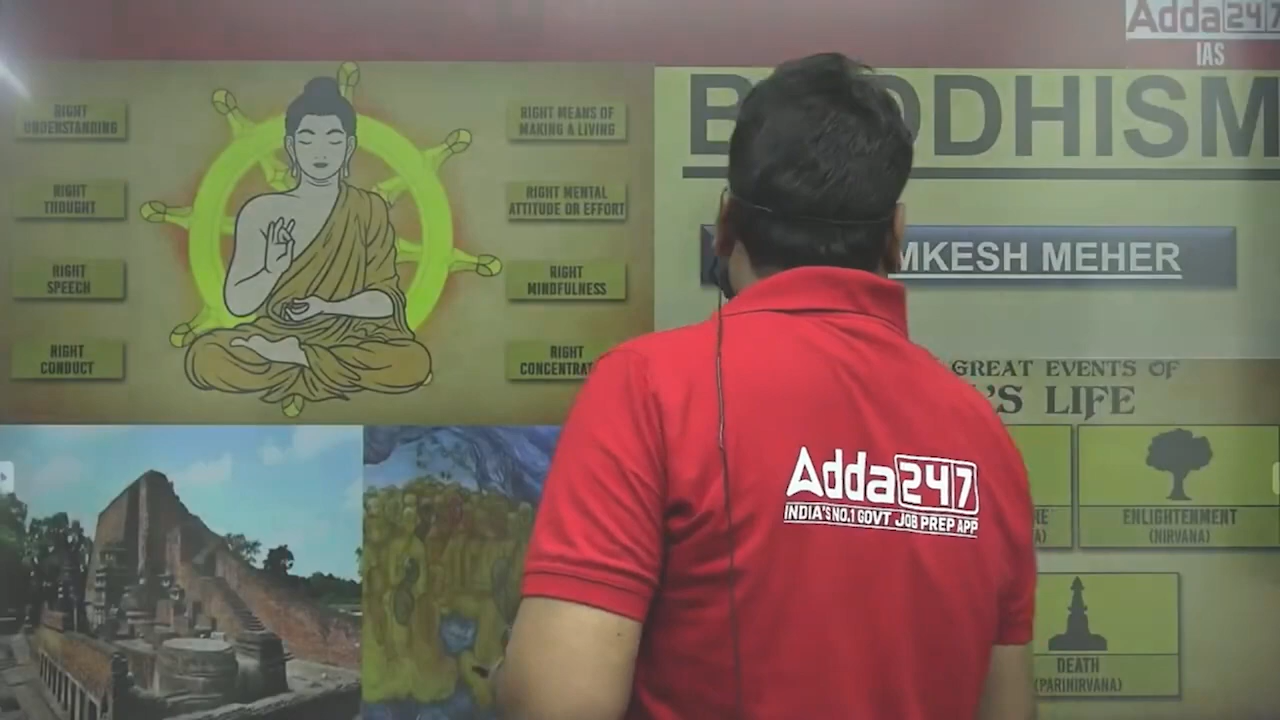 Adda247
IAS
RIGHT
UNDERSTANDING
RIGHT
THOUGHT
RIGHT
SPEECH
RIGHT
CONDUCT
RIGHT MEANS OF
MAKING A LIVING
RIGHT MENTAL
ATTITUDE OR EFFORT
RIGHT
MINDFULNESS
RIGHT
CONCENTRA
B DDHISM
MKESH MEHER
GREAT EVENTS OF
'S LIFE
ENLIGHTENMENT
(NIRVANA)
DEATH
(PARINIRVANA)
Adda247
INDIA'S NO.1 GOVT JOB PREP APP